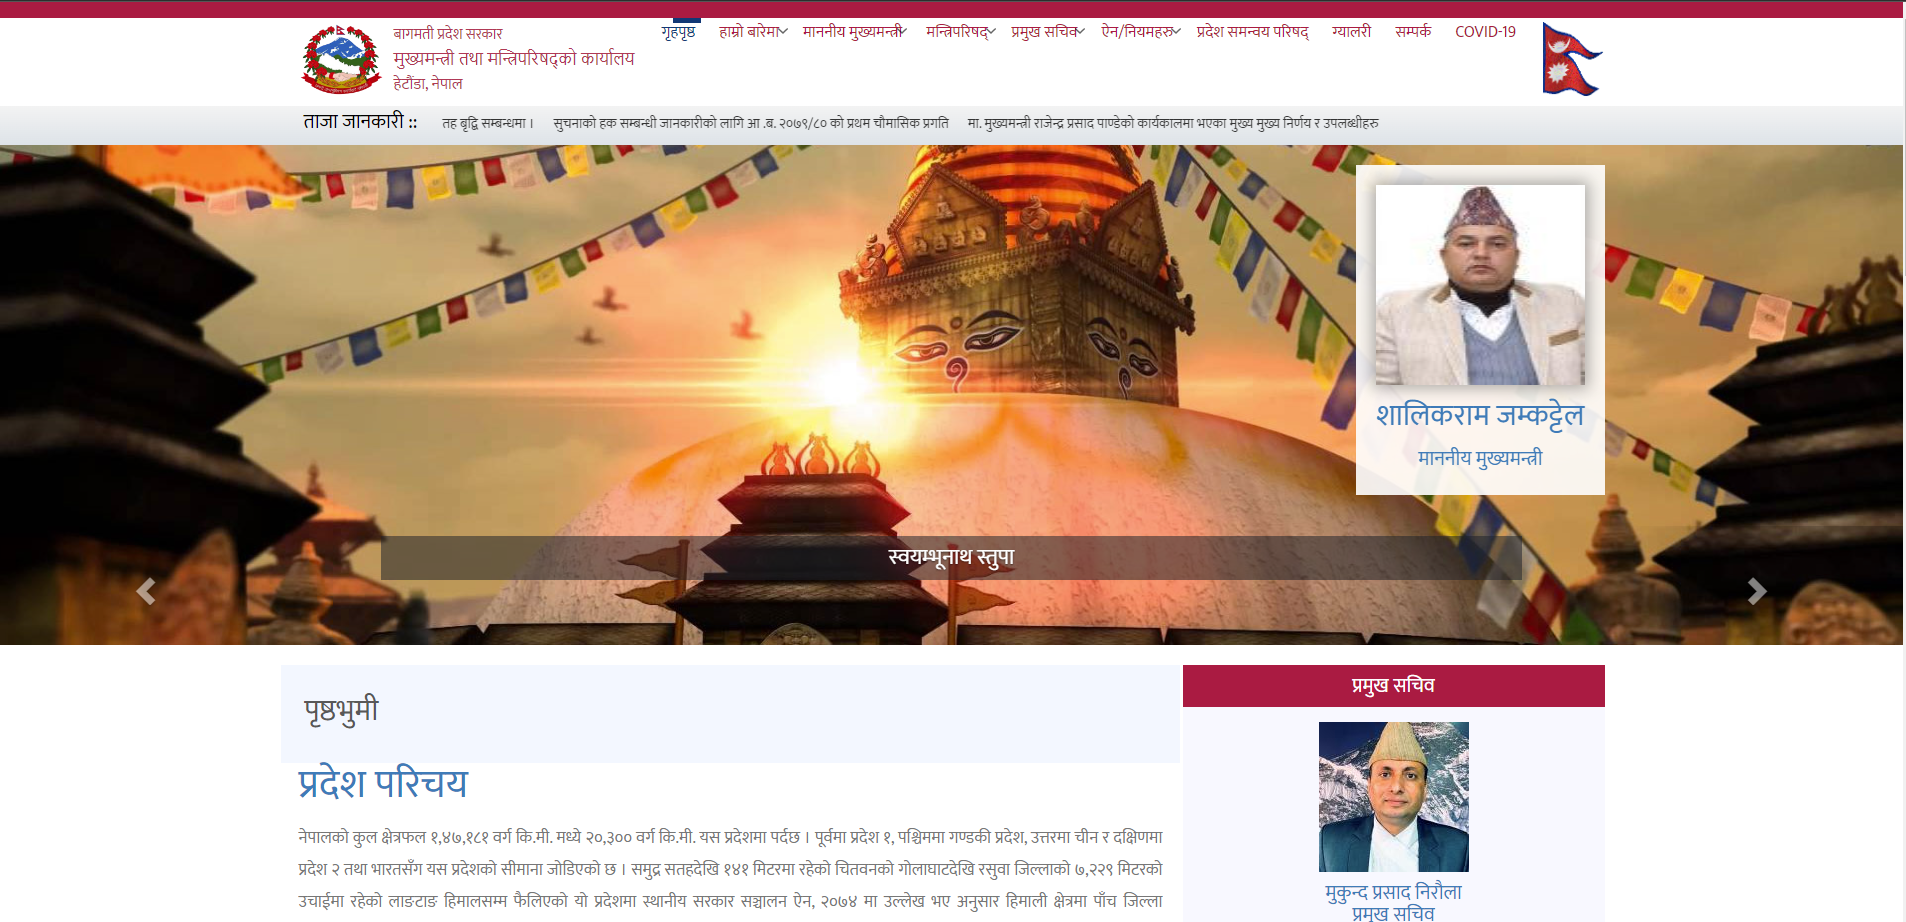 बागमती प्रदेश सरकार
मुख्यमन्त्री तथा मन्त्रिपरिषद्को कार्यालय
हेटौंडा, नेपाल
गृहपृष्ठ हाम्रो बारेमा माननीय मुख्यमन्त्री मन्त्रिपरिषद् प्रमुख सचिव ऐन/नियमहरु प्रदेश समन्वय परिषद् ग्यालरी सम्पर्क COVID-19
ताजा जानकारी :: तह बृद्दि सम्बन्धमा । सुचनाको हक सम्बन्धी जानकारीको लागि आ .ब. २०७९/८० को प्रथम चौमासिक प्रगति मा. मुख्यमन्त्री राजेन्द्र प्रसाद पाण्डेको कार्यकालमा भएका मुख्य मुख्य निर्णय र उपलब्धीहरु
शालिकराम जम्कट्टेल
माननीय मुख्यमन्त्री
स्वयम्भूनाथ स्तुपा
पृष्ठभुमी
प्रदेश परिचय
नेपालको कुल क्षेत्रफल १,४७,१८१ वर्ग कि.मी. मध्ये २०,३०० वर्ग कि.मी. यस प्रदेशमा पर्दछ । पूर्वमा प्रदेश १, पश्चिममा गण्डकी प्रदेश, उत्तरमा चीन र दक्षिणमा
प्रदेश २ तथा भारतसँग यस प्रदेशको सीमाना जोडिएको छ । समुद्र सतहदेखि १४१ मिटरमा रहेको चितवनको गोलाघाटदेखि रसुवा जिल्लाको ७,२२९ मिटरको
उचाईमा रहेको लाङटाङ हिमालसम्म फैलिएको यो प्रदेशमा स्थानीय सरकार सञ्चालन ऐन, २०७४ मा उल्लेख भए अनुसार हिमाली क्षेत्रमा पाँच जिल्ला
प्रमुख सचिव
मुकुन्द प्रसाद निरौला
प्रमुख सचिव